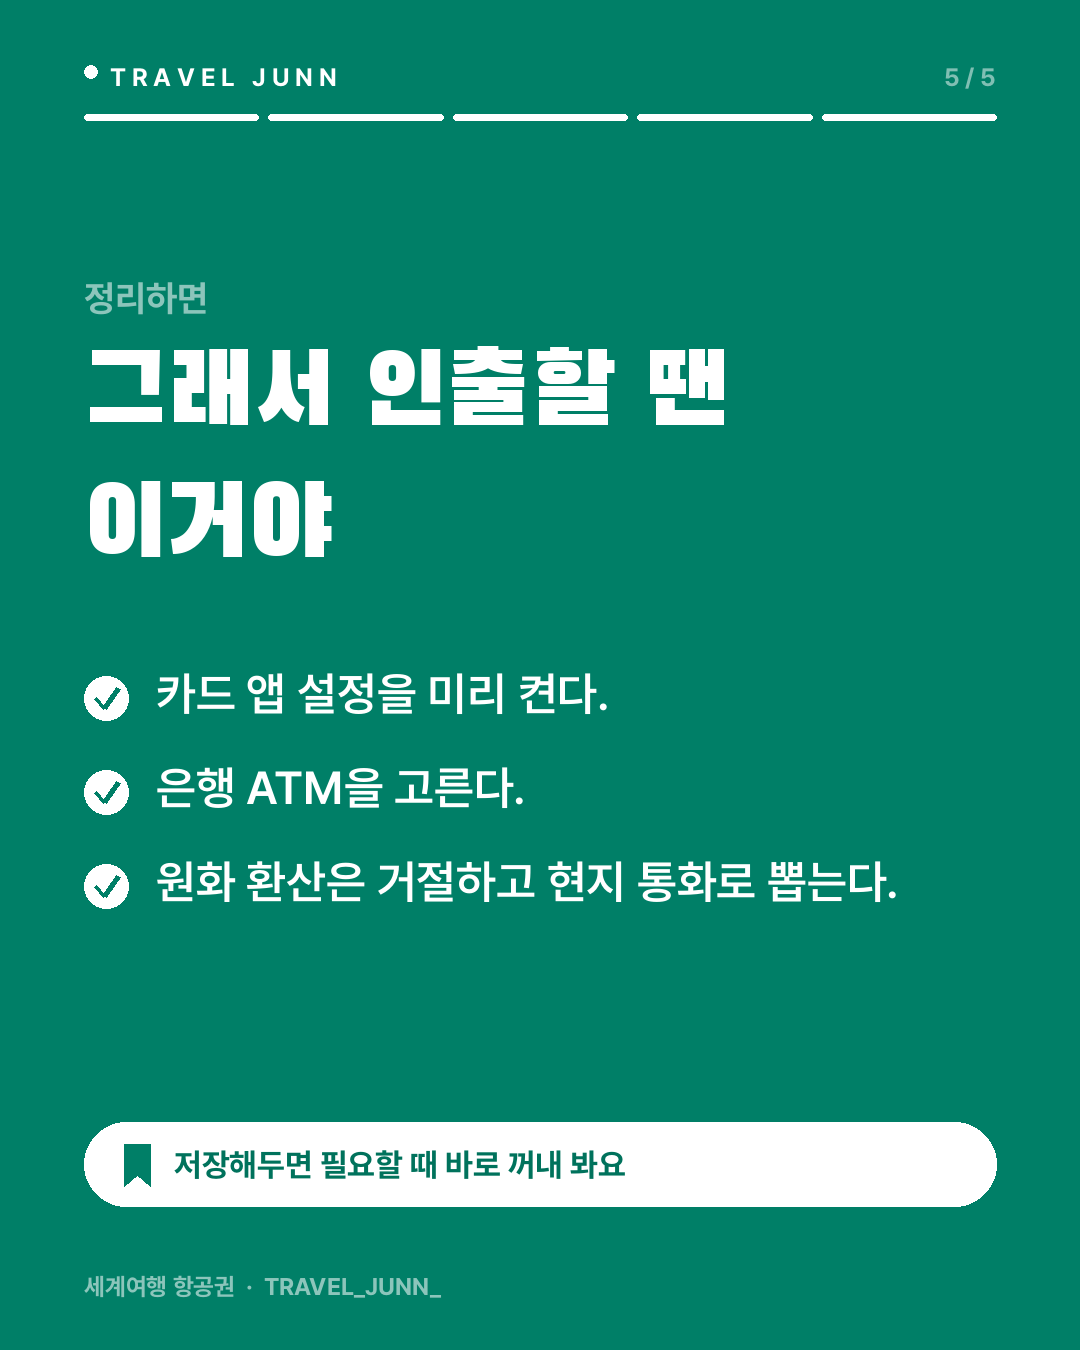 TRAVEL JUNN
5 / 5
정리하면
그래서 인출할 땐
이거야
카드 앱 설정을 미리 켠다.
은행 ATM을 고른다.
원화 환산은 거절하고 현지 통화로 뽑는다.
저장해두면 필요할 때 바로 꺼내 봐요
세계여행 항공권 · TRAVEL_JUNN_